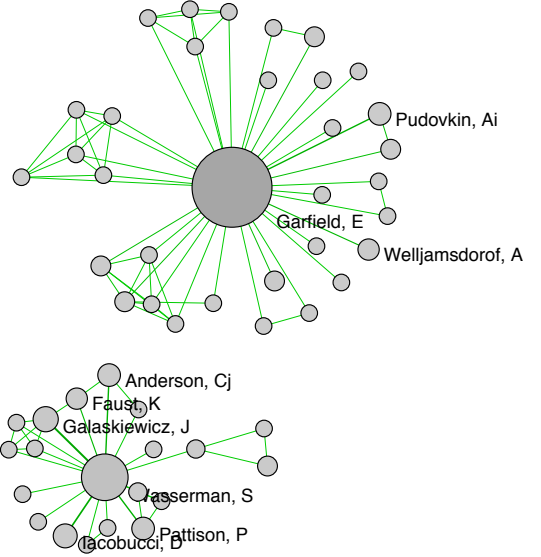 Pudovkin, Ai
Garfield, E
Welljamsdorof, A
Anderson, Cj
Faust, K
Galaskiewicz, J
Wasserman, S
Pattison, P
Iacobucci, D